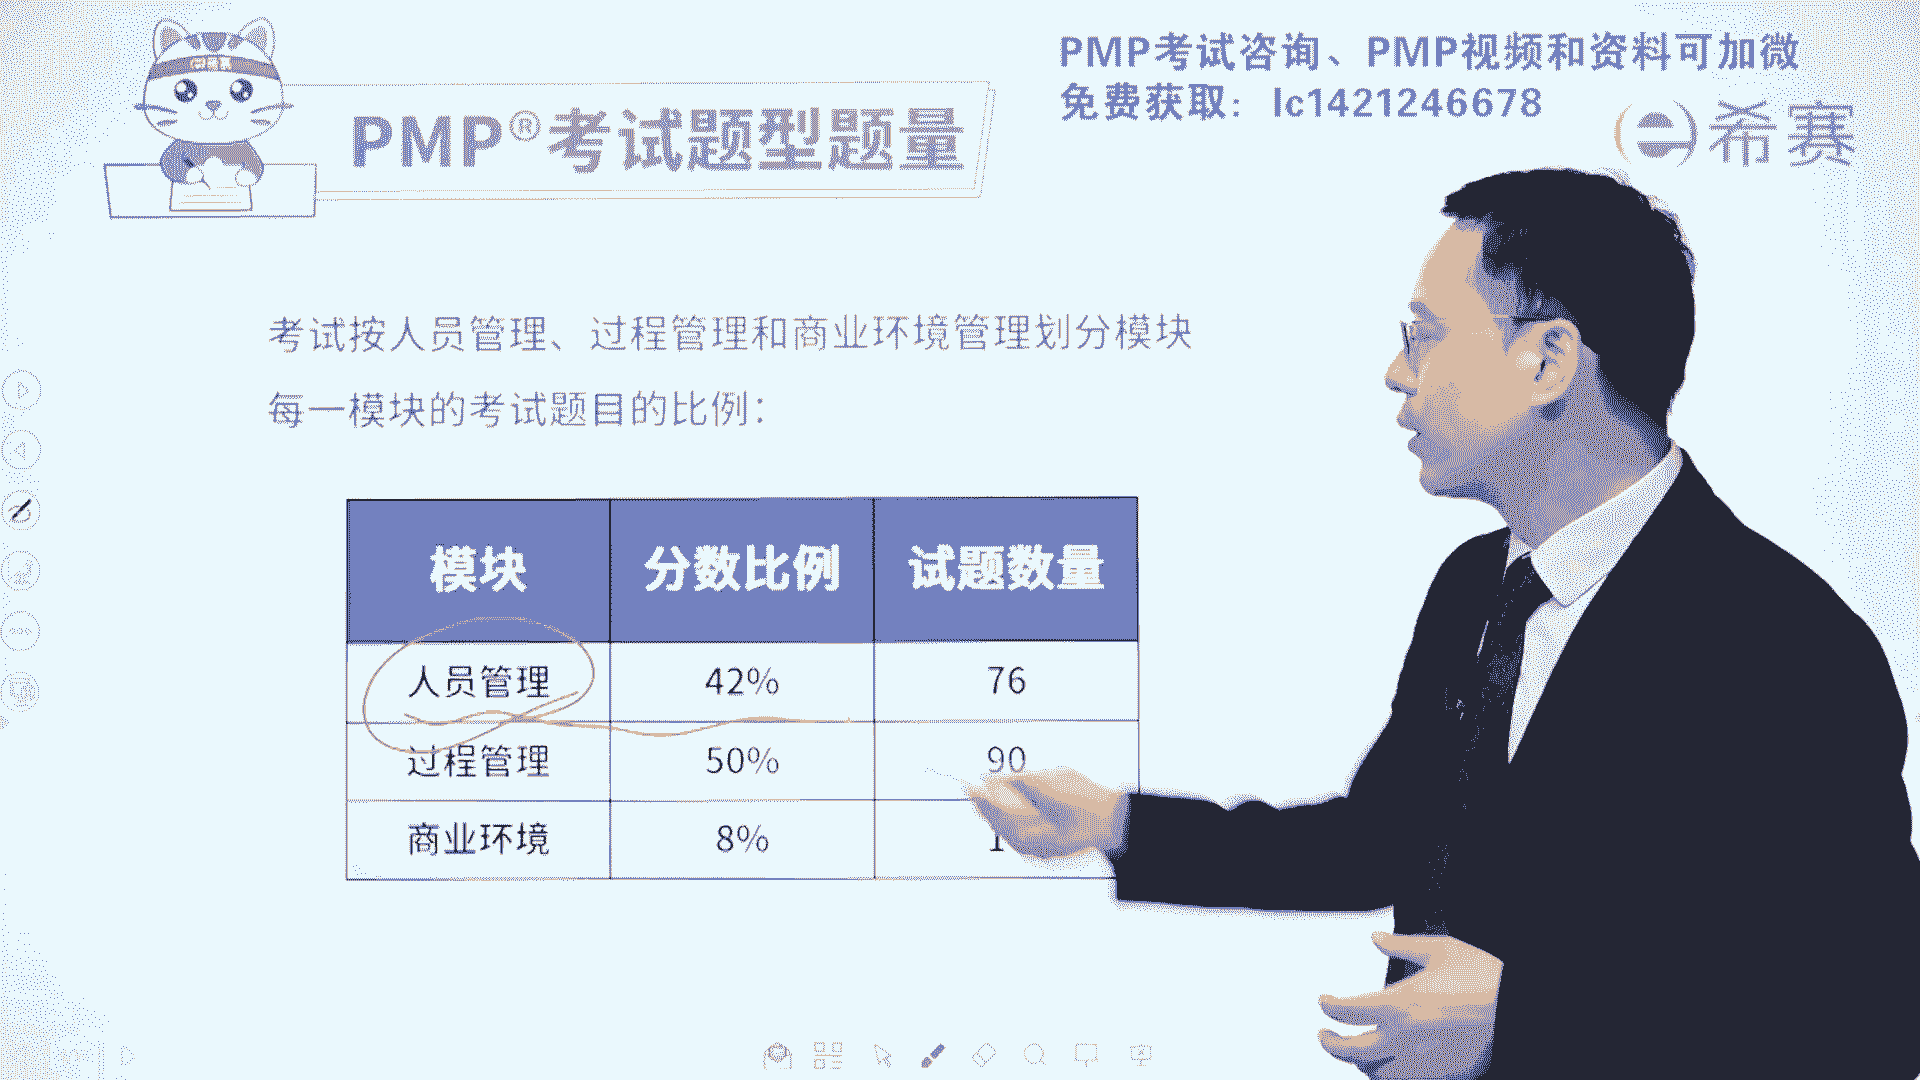 PMP考试咨询、PMP视频和资料可加微
免费获取：lc1421246678
希赛
PMP®考试题型题量
考试按人员管理、过程管理和商业环境管理划分模块
每一模块的考试题目的比例：
模块 分数比例 试题数量
人员管理 42% 76
过程管理 50% 90
商业环境 8%